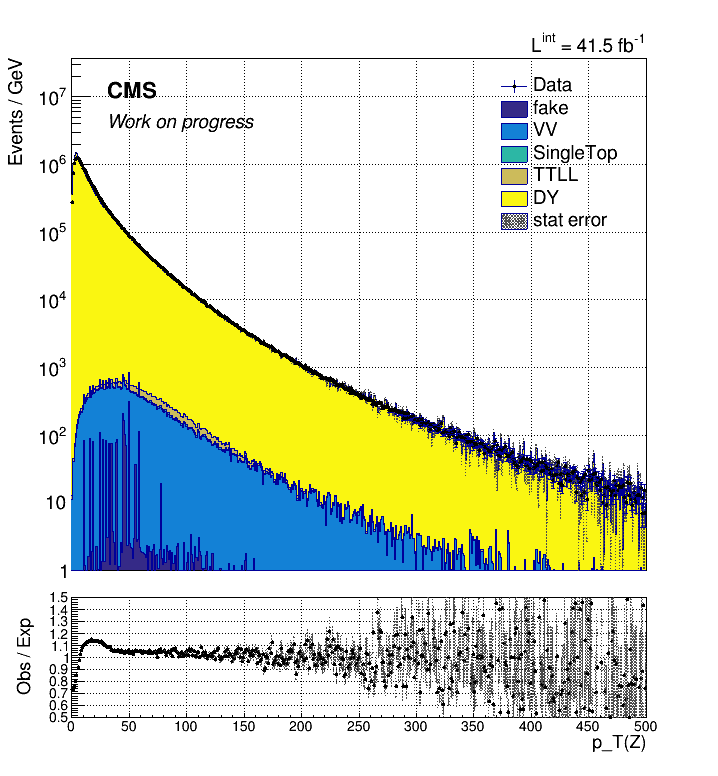 L^int = 41.5 fb^-1
Events / GeV
CMS
Work on progress
Data
fake
VV
SingleTop
TTLL
DY
stat error
10^7
10^6
10^5
10^4
10^3
10^2
10
1
Obs / Exp
1.5
1.4
1.3
1.2
1.1
1
0.9
0.8
0.7
0.6
0.5
0 50 100 150 200 250 300 350 400 450 500
p_T(Z)